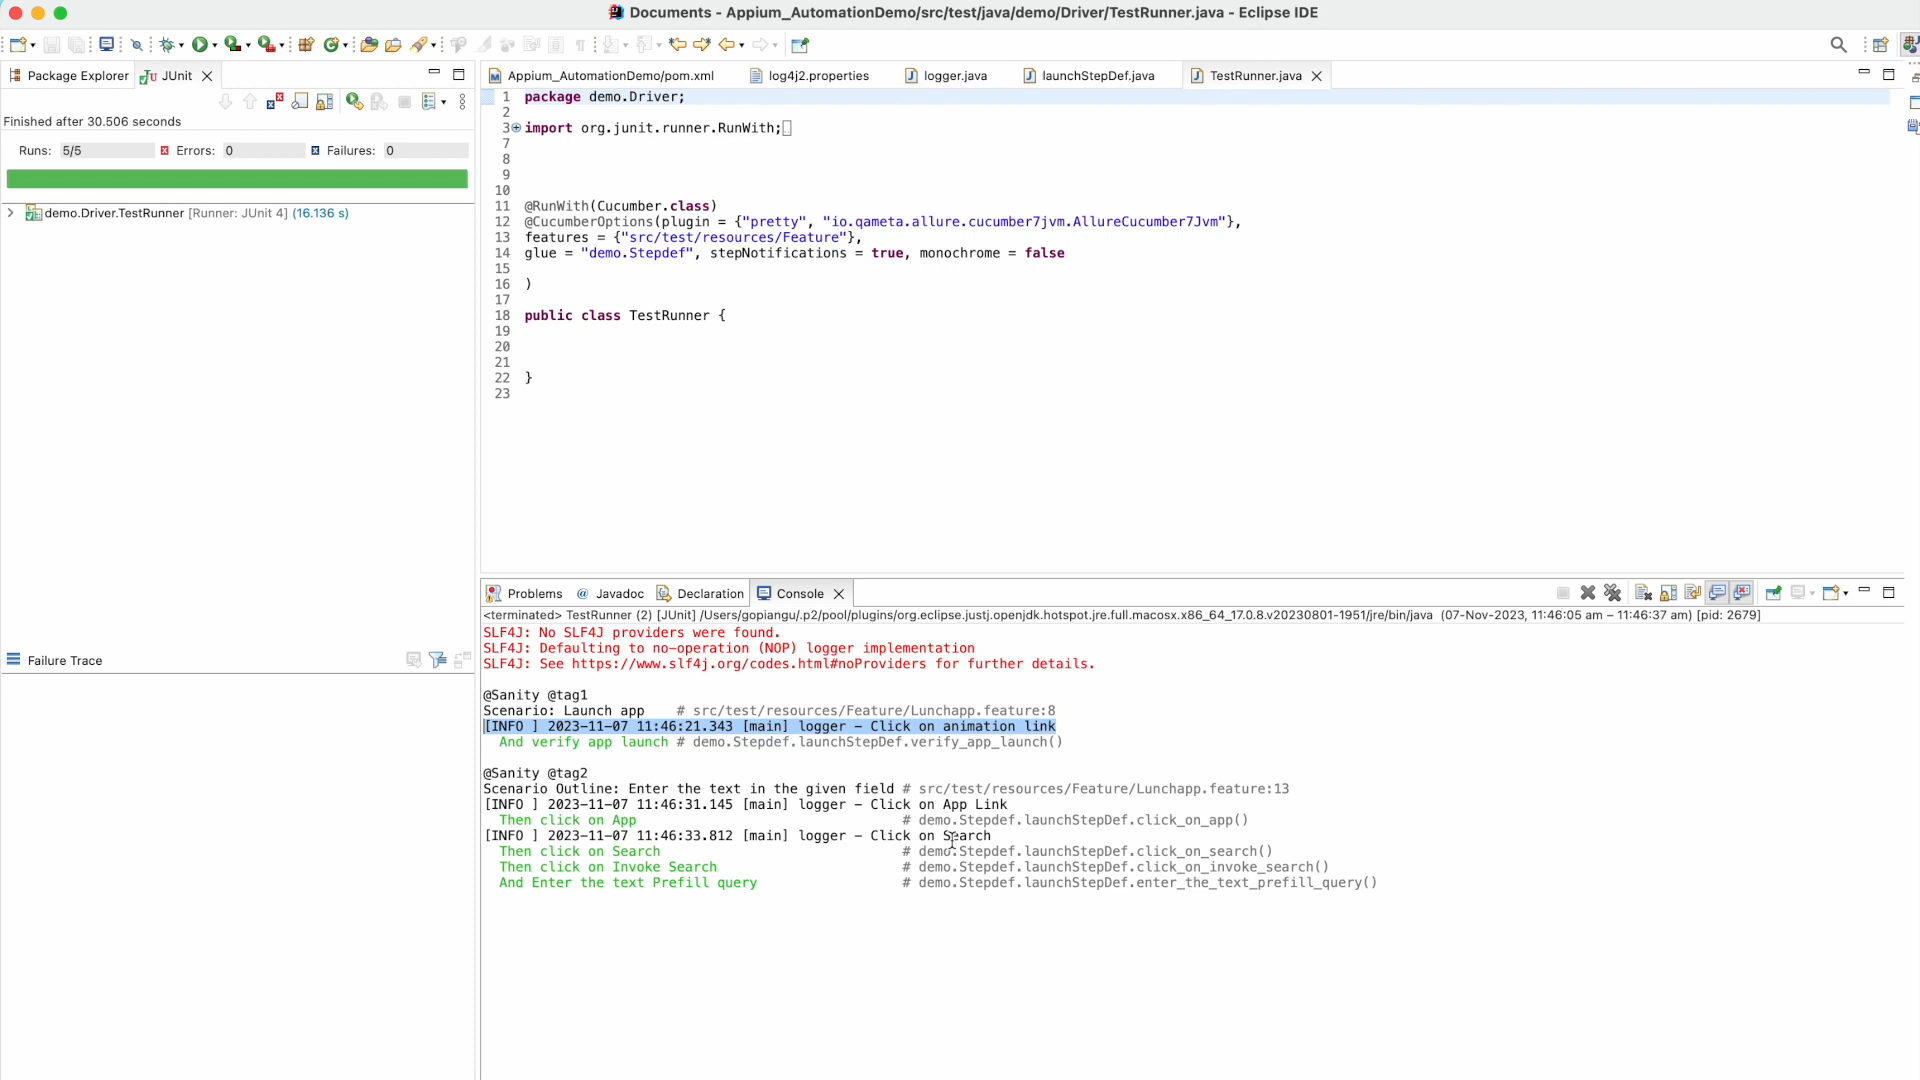 Documents - Appium_AutomationDemo/src/test/java/demo/Driver/TestRunner.java - Eclipse IDE
Package Explorer
JUnit
Finished after 30.506 seconds
Runs: 5/5 Errors: 0 Failures: 0
demo.Driver.TestRunner [Runner: JUnit 4] (16.136 s)
Failure Trace
Appium_AutomationDemo/pom.xml
log4j2.properties
logger.java
launchStepDef.java
TestRunner.java
1 package demo.Driver;
2
3 import org.junit.runner.RunWith;
7
8
9
10
11 @RunWith(Cucumber.class)
12 @CucumberOptions(plugin = {"pretty", "io.qameta.allure.cucumber7jvm.AllureCucumber7Jvm"},
13 features = {"src/test/resources/Feature"},
14 glue = "demo.Stepdef", stepNotifications = true, monochrome = false
15
16 )
17
18 public class TestRunner {
19
20
21
22 }
23
Problems @ Javadoc Declaration Console
<terminated> TestRunner (2) [JUnit] /Users/gopiangu/.p2/pool/plugins/org.eclipse.justj.openjdk.hotspot.jre.full.macosx.x86_64_17.0.8.v20230801-1951/jre/bin/java (07-Nov-2023, 11:46:05 am – 11:46:37 am) [pid: 2679]
SLF4J: No SLF4J providers were found.
SLF4J: Defaulting to no-operation (NOP) logger implementation
SLF4J: See https://www.slf4j.org/codes.html#noProviders for further details.
@Sanity @tag1
Scenario: Launch app # src/test/resources/Feature/Lunchapp.feature:8
[INFO ] 2023-11-07 11:46:21.343 [main] logger - Click on animation link
And verify app launch # demo.Stepdef.launchStepDef.verify_app_launch()
@Sanity @tag2
Scenario Outline: Enter the text in the given field # src/test/resources/Feature/Lunchapp.feature:13
[INFO ] 2023-11-07 11:46:31.145 [main] logger - Click on App Link
Then click on App # demo.Stepdef.launchStepDef.click_on_app()
[INFO ] 2023-11-07 11:46:33.812 [main] logger - Click on Search
Then click on Search # demo.Stepdef.launchStepDef.click_on_search()
Then click on Invoke Search # demo.Stepdef.launchStepDef.click_on_invoke_search()
And Enter the text Prefill query # demo.Stepdef.launchStepDef.enter_the_text_prefill_query()